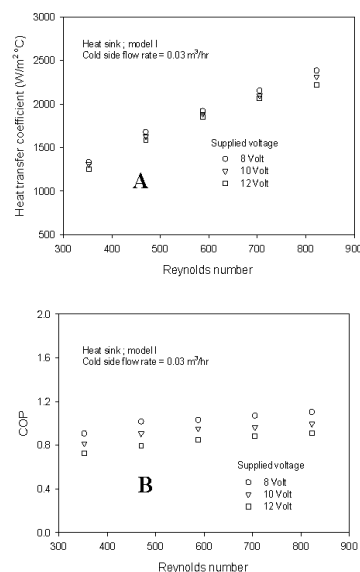 3000
2500
2000
1500
1000
500
Heat transfer coefficient (W/m² °C)
Heat sink ; model I
Cold side flow rate = 0.03 m³/hr
Supplied voltage
8 Volt
10 Volt
12 Volt
A
300 400 500 600 700 800 900
Reynolds number
2.0
1.6
1.2
0.8
0.4
0.0
COP
Heat sink ; model I
Cold side flow rate = 0.03 m³/hr
Supplied voltage
8 Volt
10 Volt
12 Volt
B
300 400 500 600 700 800 900
Reynolds number